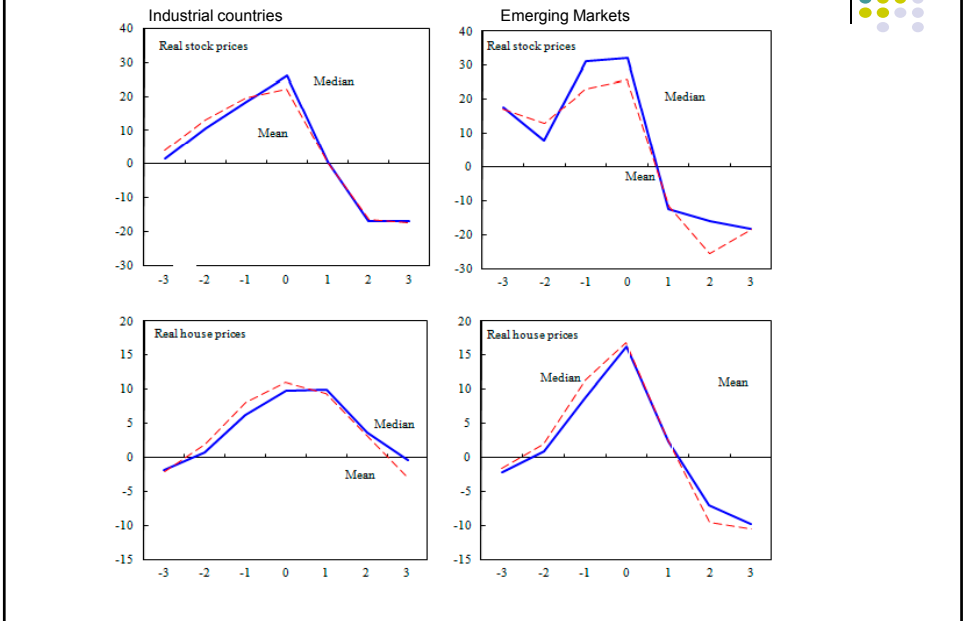 Industrial countries
Emerging Markets
40
30
20
10
0
-10
-20
-30
Real stock prices
Median
Mean
-3 -2 -1 0 1 2 3
40
30
20
10
0
-10
-20
-30
Real stock prices
Median
Mean
-3 -2 -1 0 1 2 3
20
15
10
5
0
-5
-10
-15
Real house prices
Median
Mean
-3 -2 -1 0 1 2 3
20
15
10
5
0
-5
-10
-15
Real house prices
Median
Mean
-3 -2 -1 0 1 2 3